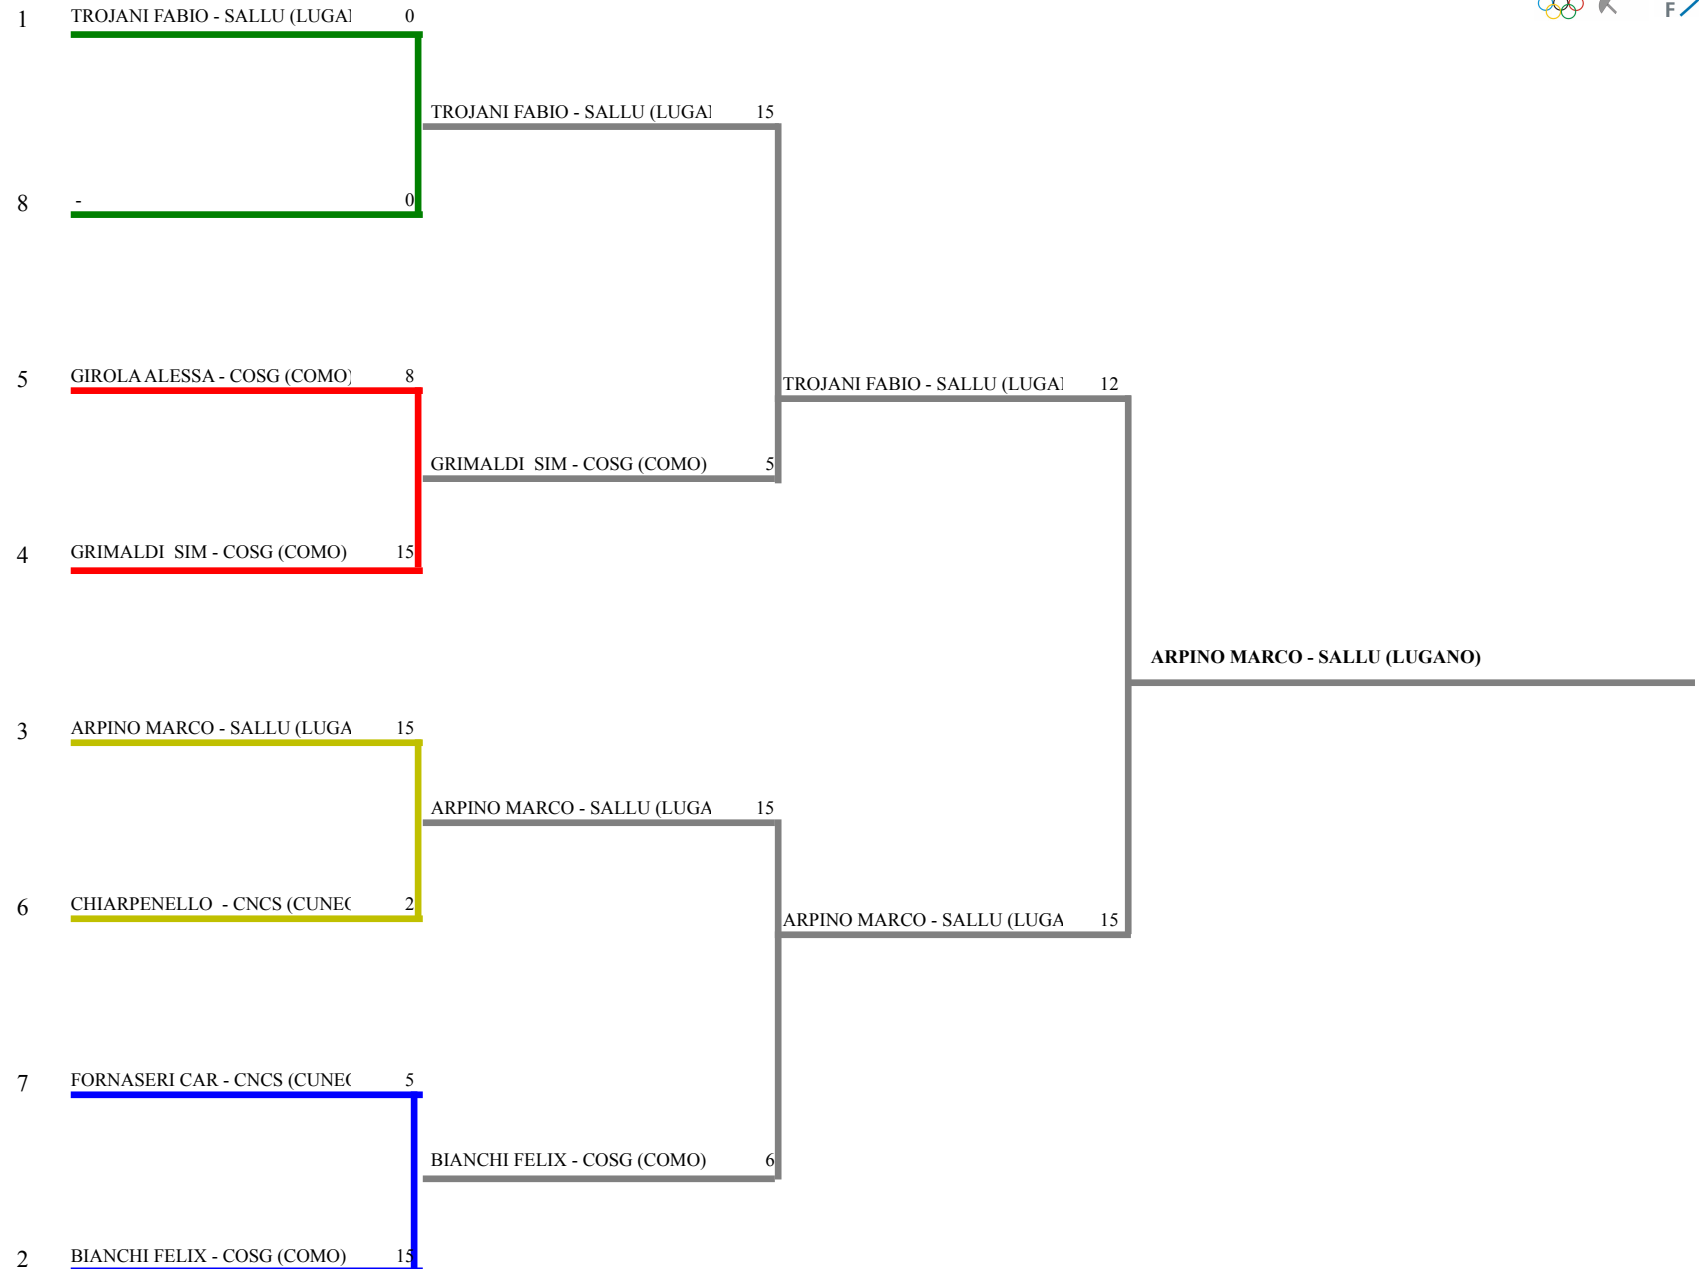 1 TROJANI FABIO - SALLU (LUGA 0
F
TROJANI FABIO - SALLU (LUGA 15
8 - 0
5 GIROLA ALESSA - COSG (COMO) 8
TROJANI FABIO - SALLU (LUGA 12
GRIMALDI SIM - COSG (COMO) 5
4 GRIMALDI SIM - COSG (COMO) 15
ARPINO MARCO - SALLU (LUGANO)
3 ARPINO MARCO - SALLU (LUGA 15
ARPINO MARCO - SALLU (LUGA 15
6 CHIARPENELLO - CNCS (CUNE 2
ARPINO MARCO - SALLU (LUGA 15
7 FORNASERI CAR - CNCS (CUNE 5
BIANCHI FELIX - COSG (COMO) 6
2 BIANCHI FELIX - COSG (COMO) 15